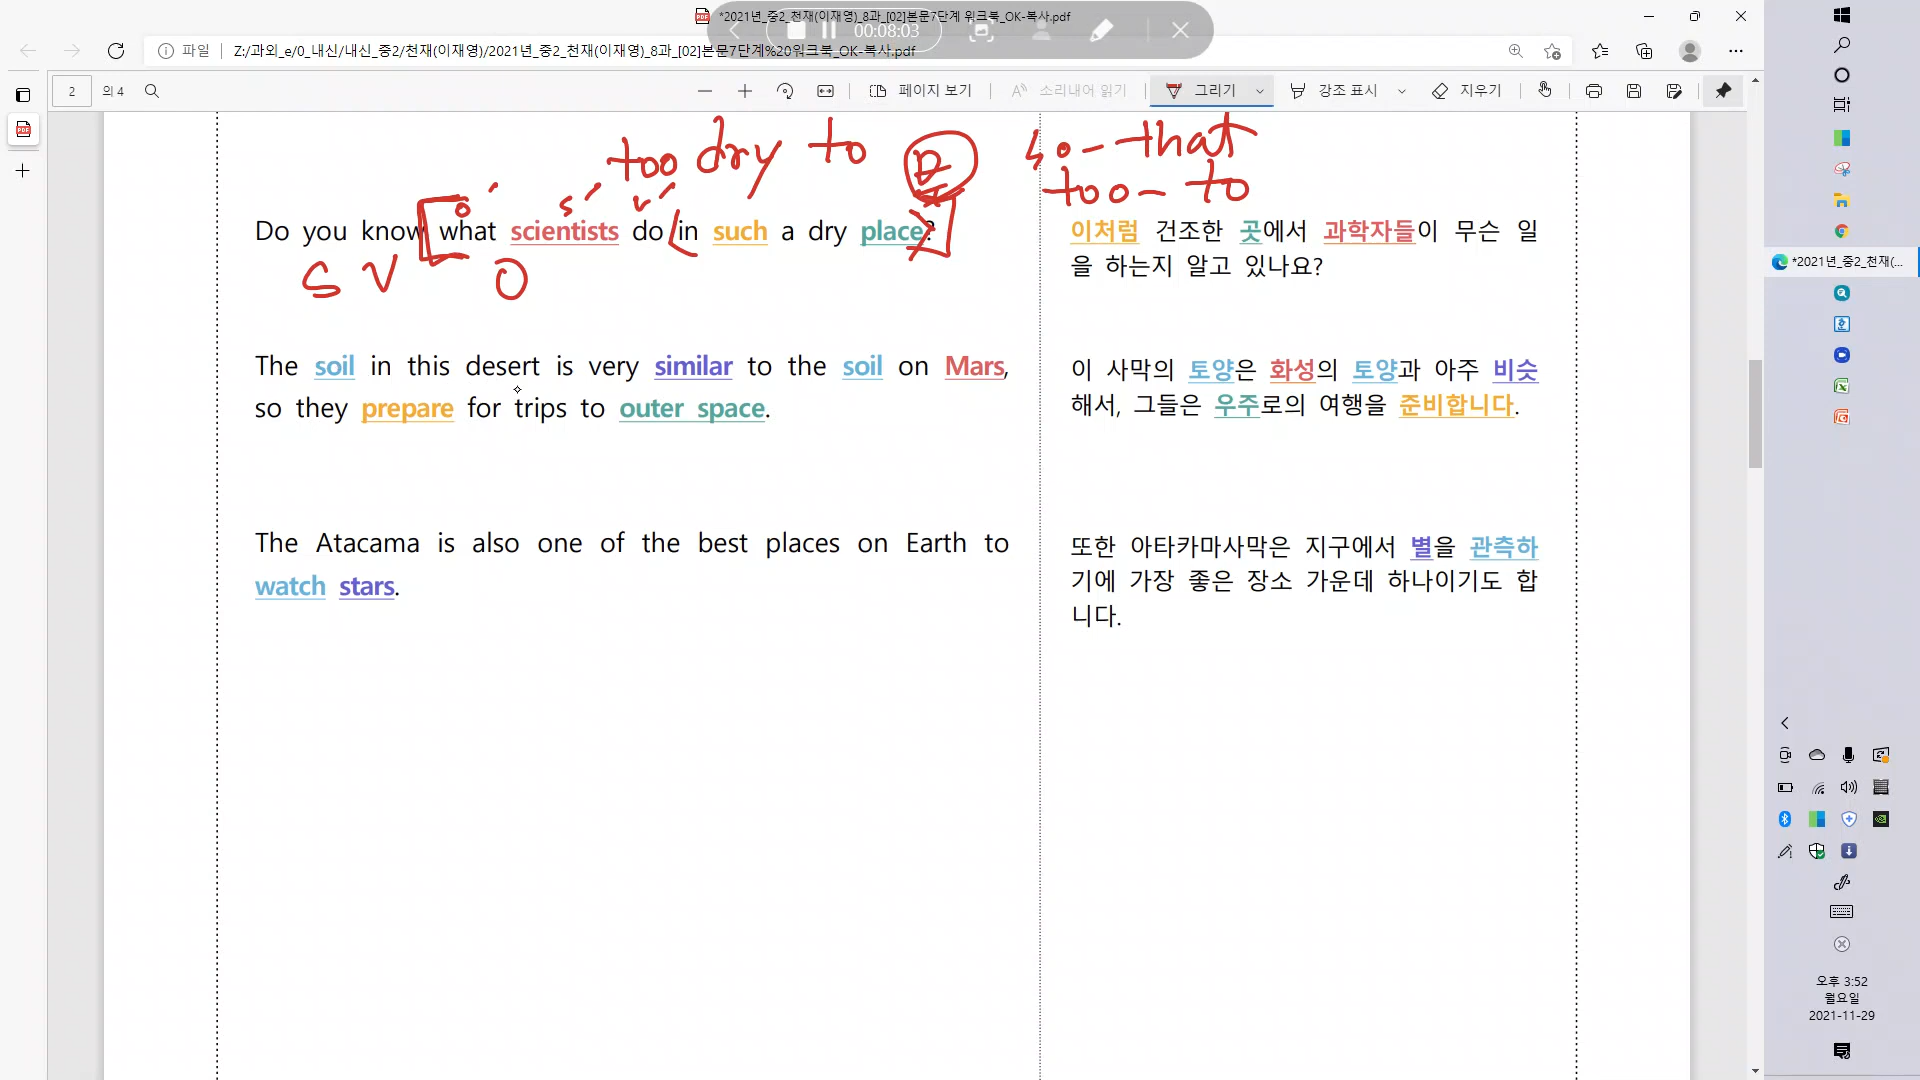 *2021년_중2_천재(이재영)_8과_[02]본문7단계 워크북_OK-복사.pdf
00:08:03
파일
Z:/과외_e/0_내신/내신_중2/천재(이재영)/2021년_중2_천재(이재영)_8과_[02]본문7단계%20워크북_OK-복사.pdf
2 의 4
페이지 보기
소리내어 읽기
그리기
강조 표시
지우기
too dry to
so - that
too - to
o' s' v'
Do you know what scientists do in such a dry place?
S V O
The soil in this desert is very similar to the soil on Mars,
so they prepare for trips to outer space.
The Atacama is also one of the best places on Earth to
watch stars.
이처럼 건조한 곳에서 과학자들이 무슨 일
을 하는지 알고 있나요?
이 사막의 토양은 화성의 토양과 아주 비슷
해서, 그들은 우주로의 여행을 준비합니다.
또한 아타카마사막은 지구에서 별을 관측하
기에 가장 좋은 장소 가운데 하나이기도 합
니다.
*2021년_중2_천재(...
오후 3:52
월요일
2021-11-29